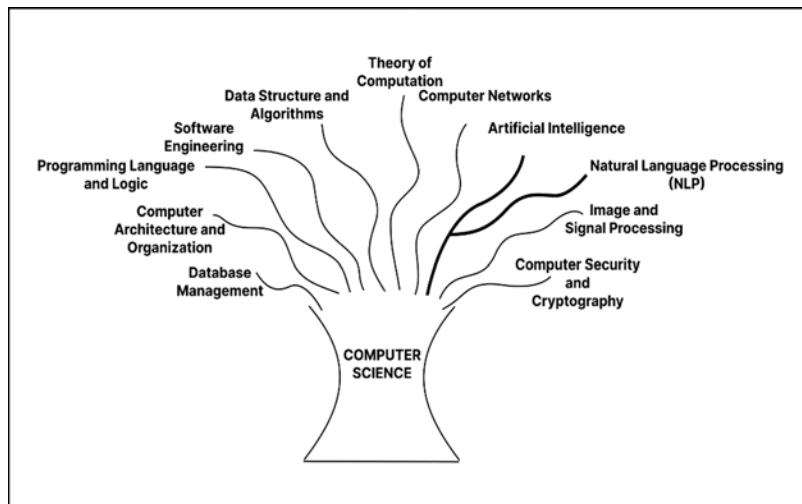 Theory of
Computation
Data Structure and
Algorithms
Computer Networks
Software
Engineering
Artificial Intelligence
Programming Language
and Logic
Natural Language Processing
(NLP)
Computer
Architecture and
Organization
Image and
Signal Processing
Database
Management
Computer Security
and
Cryptography
COMPUTER
SCIENCE